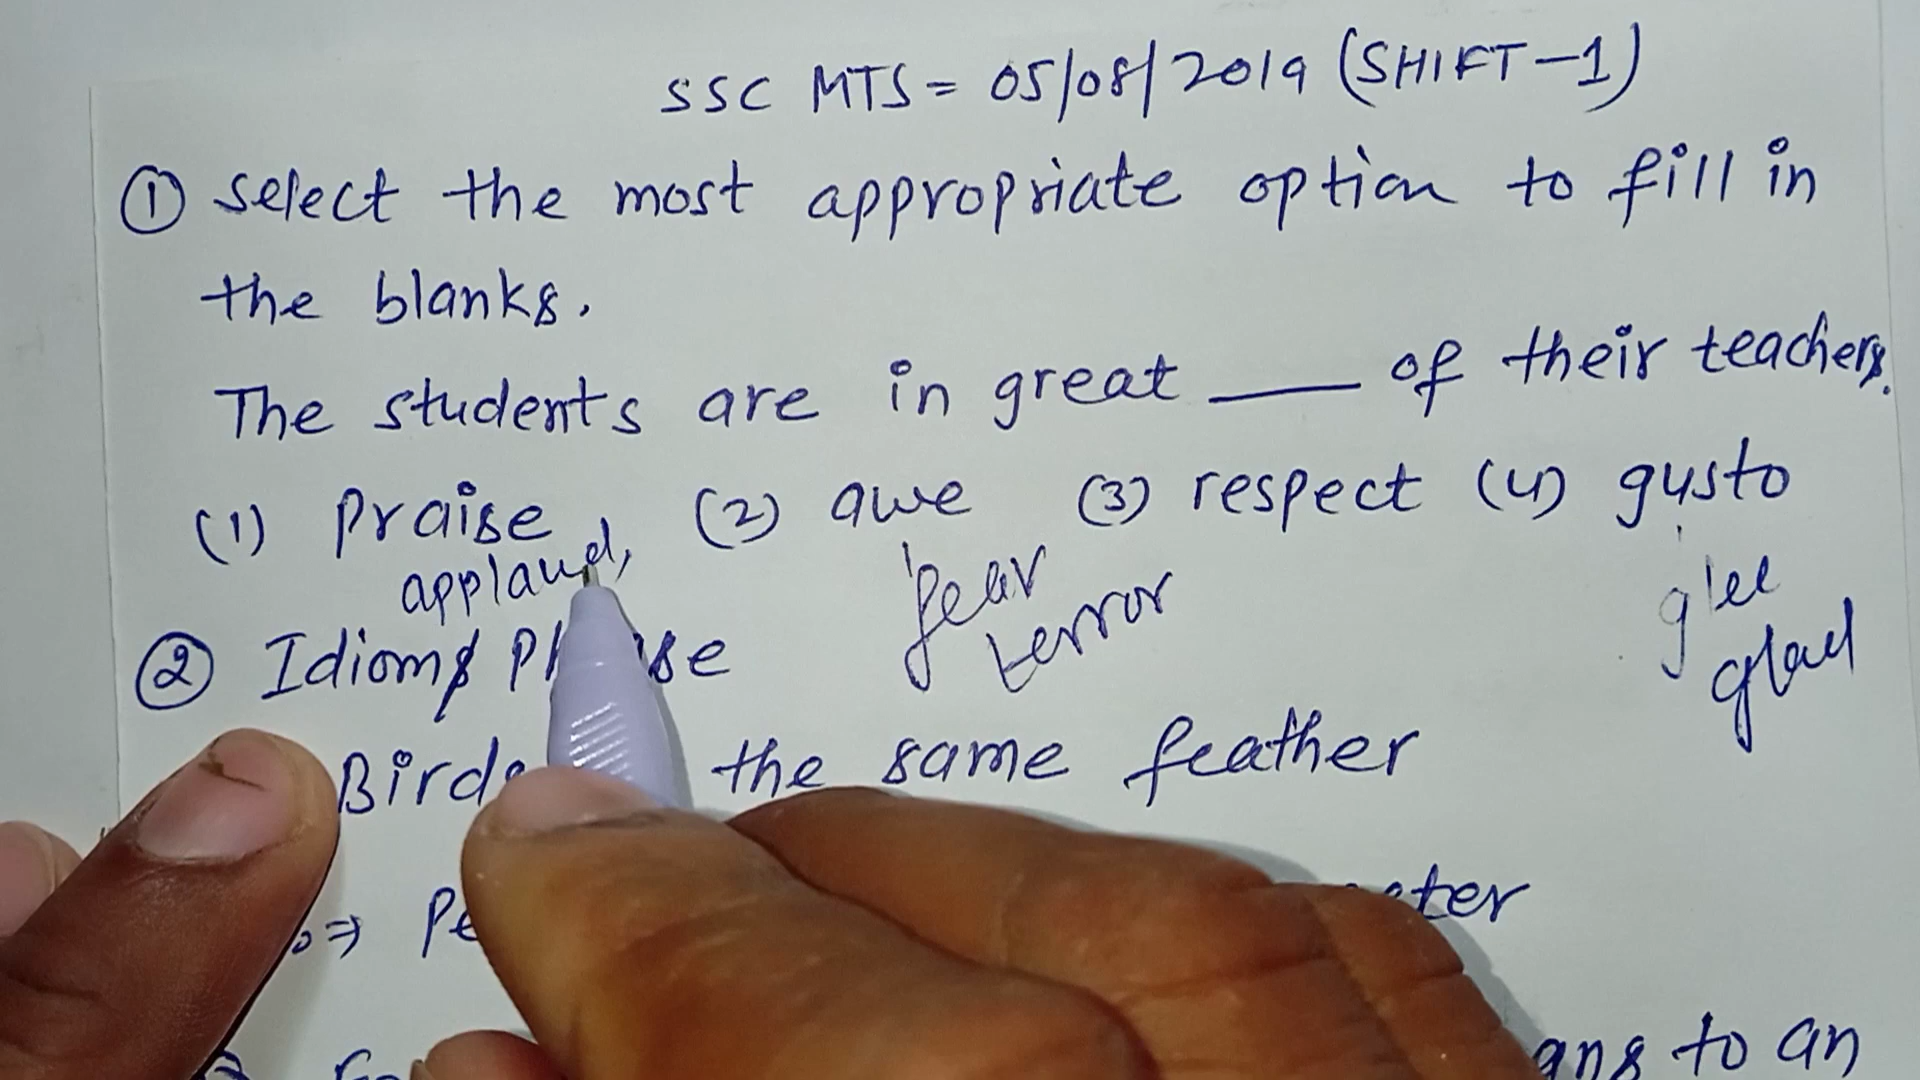 SSC MTS = 05/08/2019 (SHIFT-1)
① select the most appropriate option to fill in
the blanks.
The students are in great ___ of their teachers.
(1) Praise (2) awe (3) respect (4) gusto
applaud, fear terror glee glad
② Idioms Phrase
Birds the same feather
ans to an